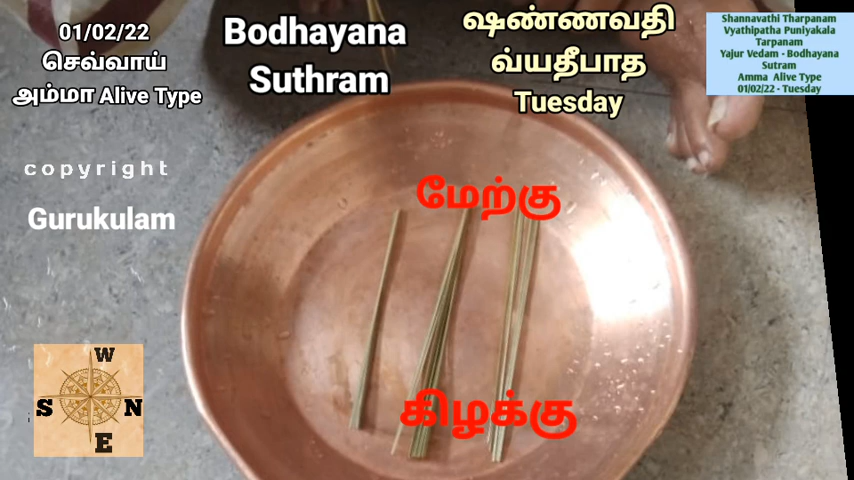 01/02/22
செவ்வாய்
அம்மா Alive Type
Bodhayana
Suthram
ஷண்ணவதி
வ்யதீபாத
Tuesday
Shannavathi Tharpanam
Vyathipatha Puniyakala
Tarpanam
Yajur Vedam - Bodhayana
Sutram
Amma Alive Type
01/02/22 - Tuesday
copyright
Gurukulam
மேற்கு
கிழக்கு
W
S N
E